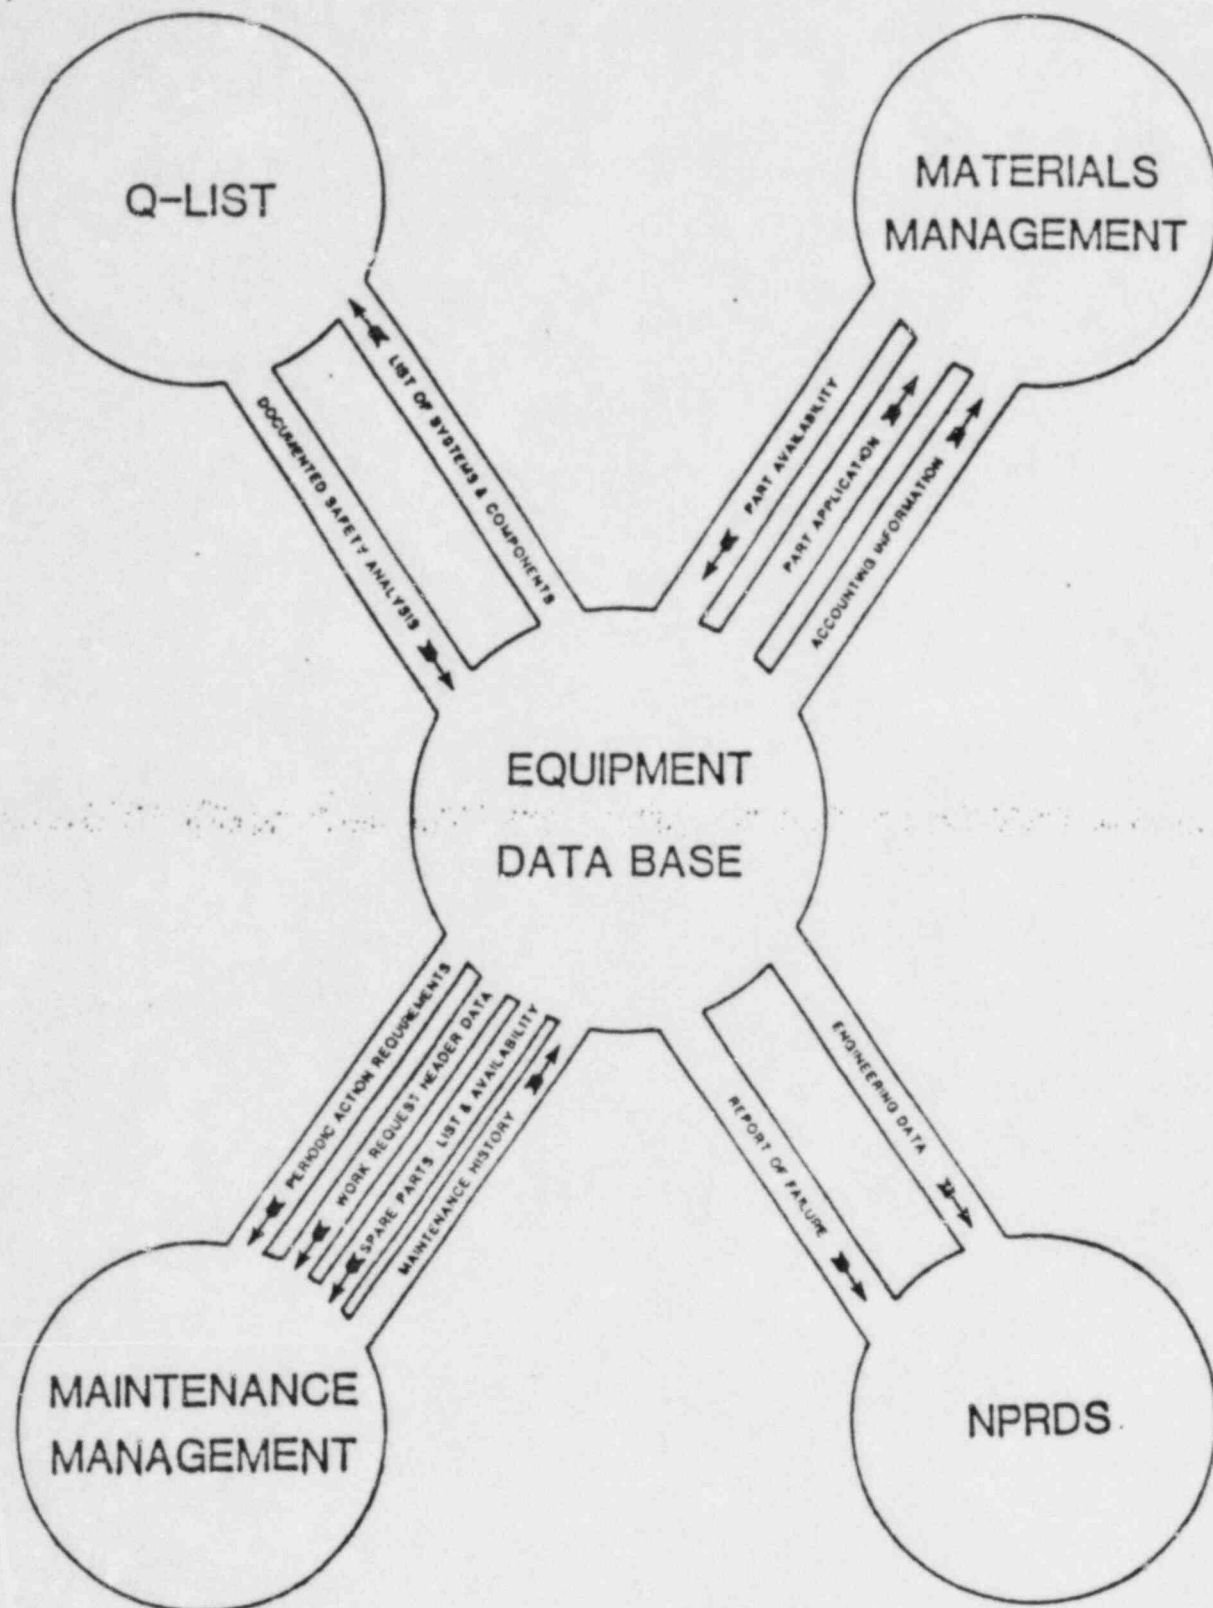 Q-LIST
MATERIALS
MANAGEMENT
LIST OF SYSTEMS & COMPONENTS
DOCUMENTED SAFETY ANALYSIS
PART AVAILABILITY
PART APPLICATION
ACCOUNTING INFORMATION
EQUIPMENT
DATA BASE
PERIODIC ACTION REQUIREMENTS
WORK REQUEST HEADER DATA
SPARE PARTS LIST & AVAILABILITY
MAINTENANCE HISTORY
ENGINEERING DATA
REPORT OF FAILURE
MAINTENANCE
MANAGEMENT
NPRDS